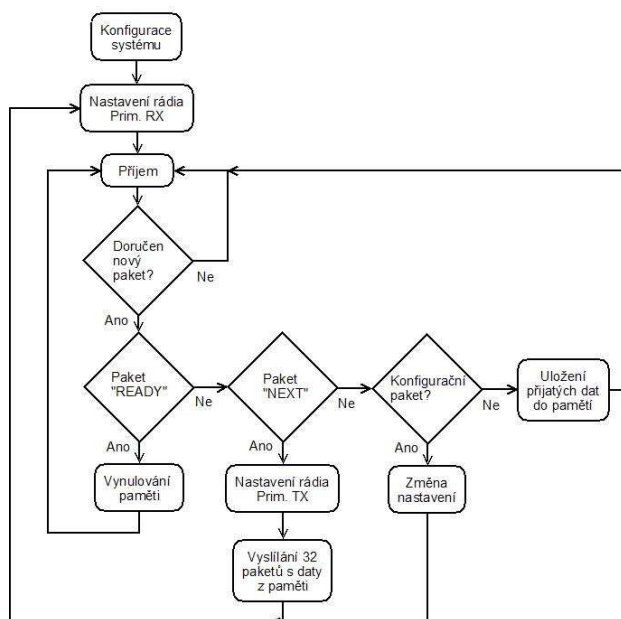 Konfigurace
systému
Nastavení rádia
Prim. RX
Příjem
Doručen
nový
paket?
Ne
Ano
Paket
"READY"
Ne
Paket
"NEXT"
Ne
Konfigurační
paket?
Ne
Uložení
přijatých dat
do pamětí
Ano
Ano
Ano
Vynulování
paměti
Nastavení rádia
Prim. TX
Změna
nastavení
Vyslílání 32
paketů s daty
z paměti